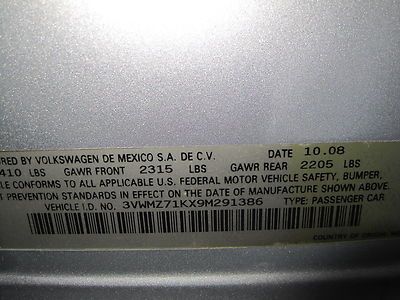 RED BY VOLKSWAGEN DE MEXICO S.A. DE C.V. DATE 10.08
410 LBS GAWR FRONT 2315 LBS GAWR REAR 2205 LBS
LE CONFORMS TO ALL APPLICABLE U.S. FEDERAL MOTOR VEHICLE SAFETY, BUMPER,
T PREVENTION STANDARDS IN EFFECT ON THE DATE OF MANUFACTURE SHOWN ABOVE.
VEHICLE I.D. NO. 3VWMZ71KX9M291386 TYPE: PASSENGER CAR
COUNTRY OF ORIGIN